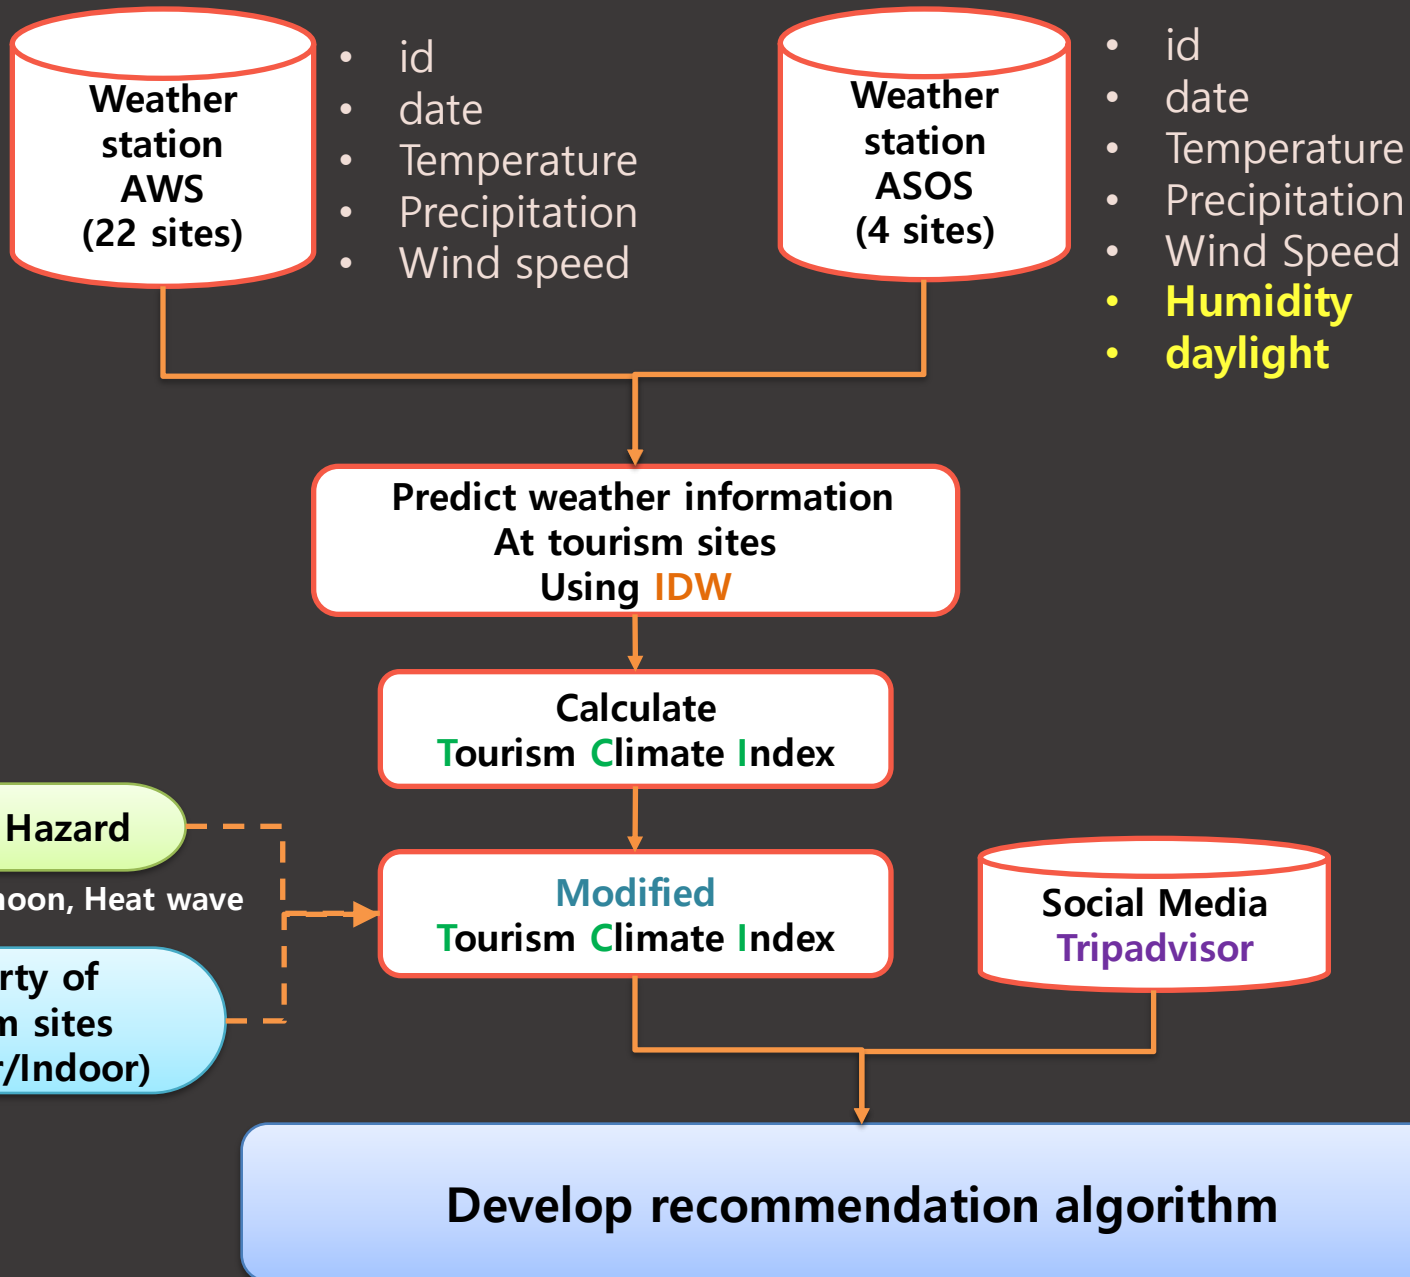 Weather
station
AWS
(22 sites)
• id
• date
• Temperature
• Precipitation
• Wind speed
Weather
station
ASOS
(4 sites)
• id
• date
• Temperature
• Precipitation
• Wind Speed
• Humidity
• daylight
Predict weather information
At tourism sites
Using IDW
Calculate
Tourism Climate Index
Hazard
Heat wave
Modified
Tourism Climate Index
Social Media
Tripadvisor
of
sites
/Indoor)
Develop recommendation algorithm